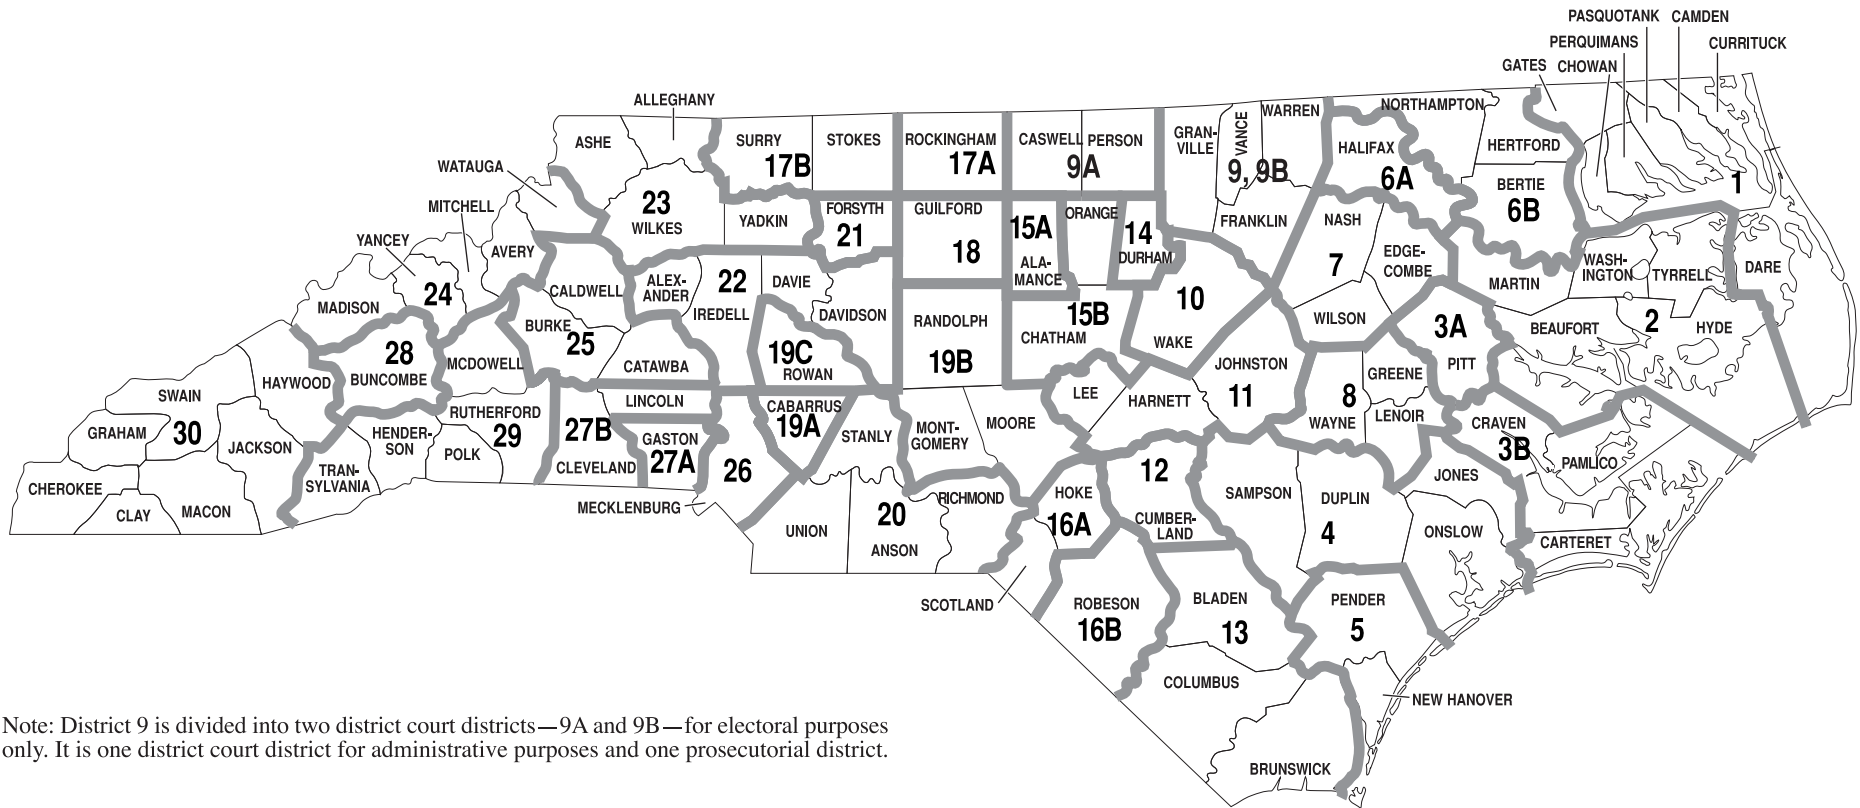 PASQUOTANK
CAMDEN
PERQUIMANS
CURRITUCK
GATES
CHOWAN
ALLEGHANY
ASHE
SURRY
17B
STOKES
ROCKINGHAM
17A
CASWELL
PERSON
9A
GRAN-
VILLE
VANCE
WARREN
9, 9B
NORTHAMPTON
HALIFAX
6A
HERTFORD
BERTIE
6B
1
WATAUGA
MITCHELL
YANCEY
AVERY
23
WILKES
YADKIN
FORSYTH
21
GUILFORD
18
15A
ALA-
MANCE
ORANGE
14
DURHAM
FRANKLIN
NASH
7
EDGE-
COMBE
MARTIN
WASH-
INGTON
TYRRELL
DARE
MADISON
24
CALDWELL
ALEX-
ANDER
22
IREDELL
DAVIE
DAVIDSON
RANDOLPH
19B
15B
CHATHAM
10
WAKE
WILSON
3A
PITT
BEAUFORT
2
HYDE
28
BUNCOMBE
MCDOWELL
BURKE
25
CATAWBA
19C
ROWAN
LEE
HARNETT
JOHNSTON
11
8
WAYNE
GREENE
LENOIR
CRAVEN
3B
PAMLICO
SWAIN
GRAHAM
30
HAYWOOD
JACKSON
HENDER-
SON
TRAN-
SYLVANIA
RUTHERFORD
29
POLK
27B
CLEVELAND
LINCOLN
GASTON
27A
26
MECKLENBURG
CABARRUS
19A
STANLY
MONT-
GOMERY
MOORE
CHEROKEE
CLAY
MACON
UNION
20
ANSON
RICHMOND
SCOTLAND
HOKE
16A
12
CUMBER-
LAND
SAMPSON
DUPLIN
4
JONES
ONSLOW
CARTERET
ROBESON
16B
BLADEN
13
PENDER
5
COLUMBUS
NEW HANOVER
BRUNSWICK
Note: District 9 is divided into two district court districts—9A and 9B—for electoral purposes
only. It is one district court district for administrative purposes and one prosecutorial district.